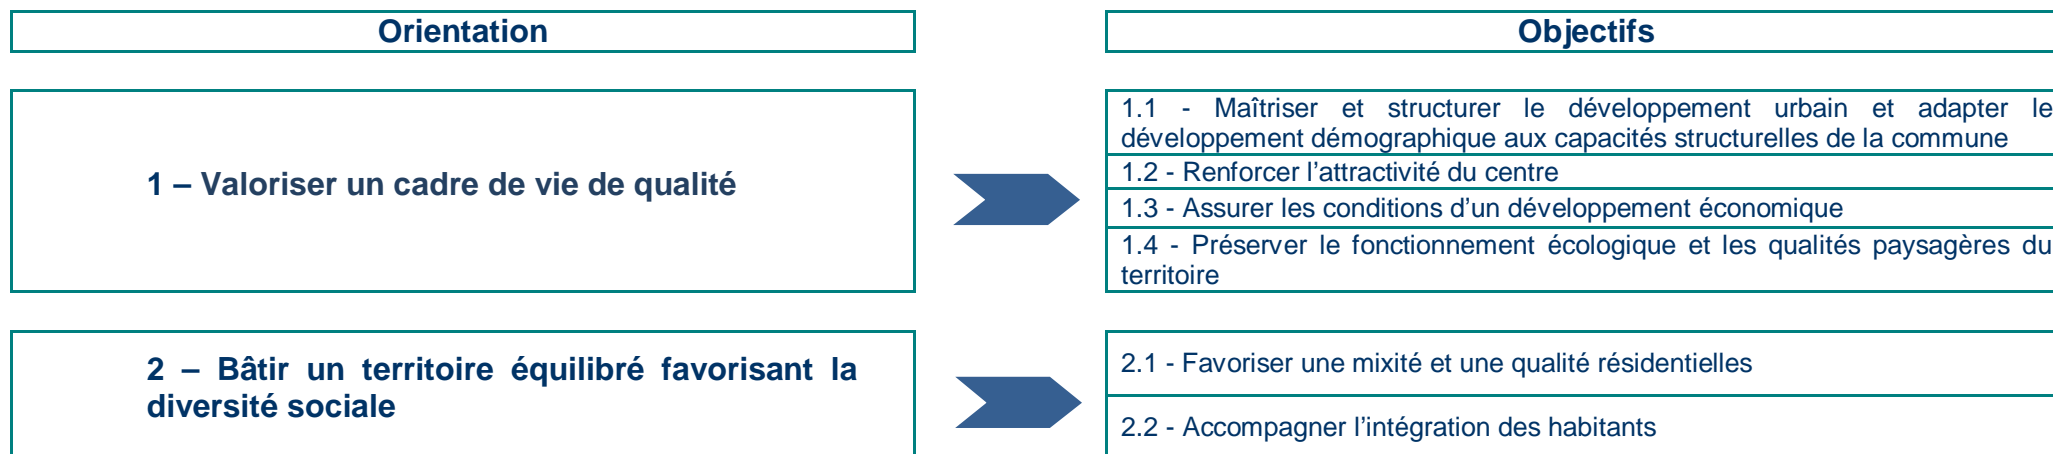 Orientation
Objectifs
1 – Valoriser un cadre de vie de qualité
1.1 - Maîtriser et structurer le développement urbain et adapter le
développement démographique aux capacités structurelles de la commune
1.2 - Renforcer l’attractivité du centre
1.3 - Assurer les conditions d’un développement économique
1.4 - Préserver le fonctionnement écologique et les qualités paysagères du
territoire
2 – Bâtir un territoire équilibré favorisant la
diversité sociale
2.1 - Favoriser une mixité et une qualité résidentielles
2.2 - Accompagner l’intégration des habitants